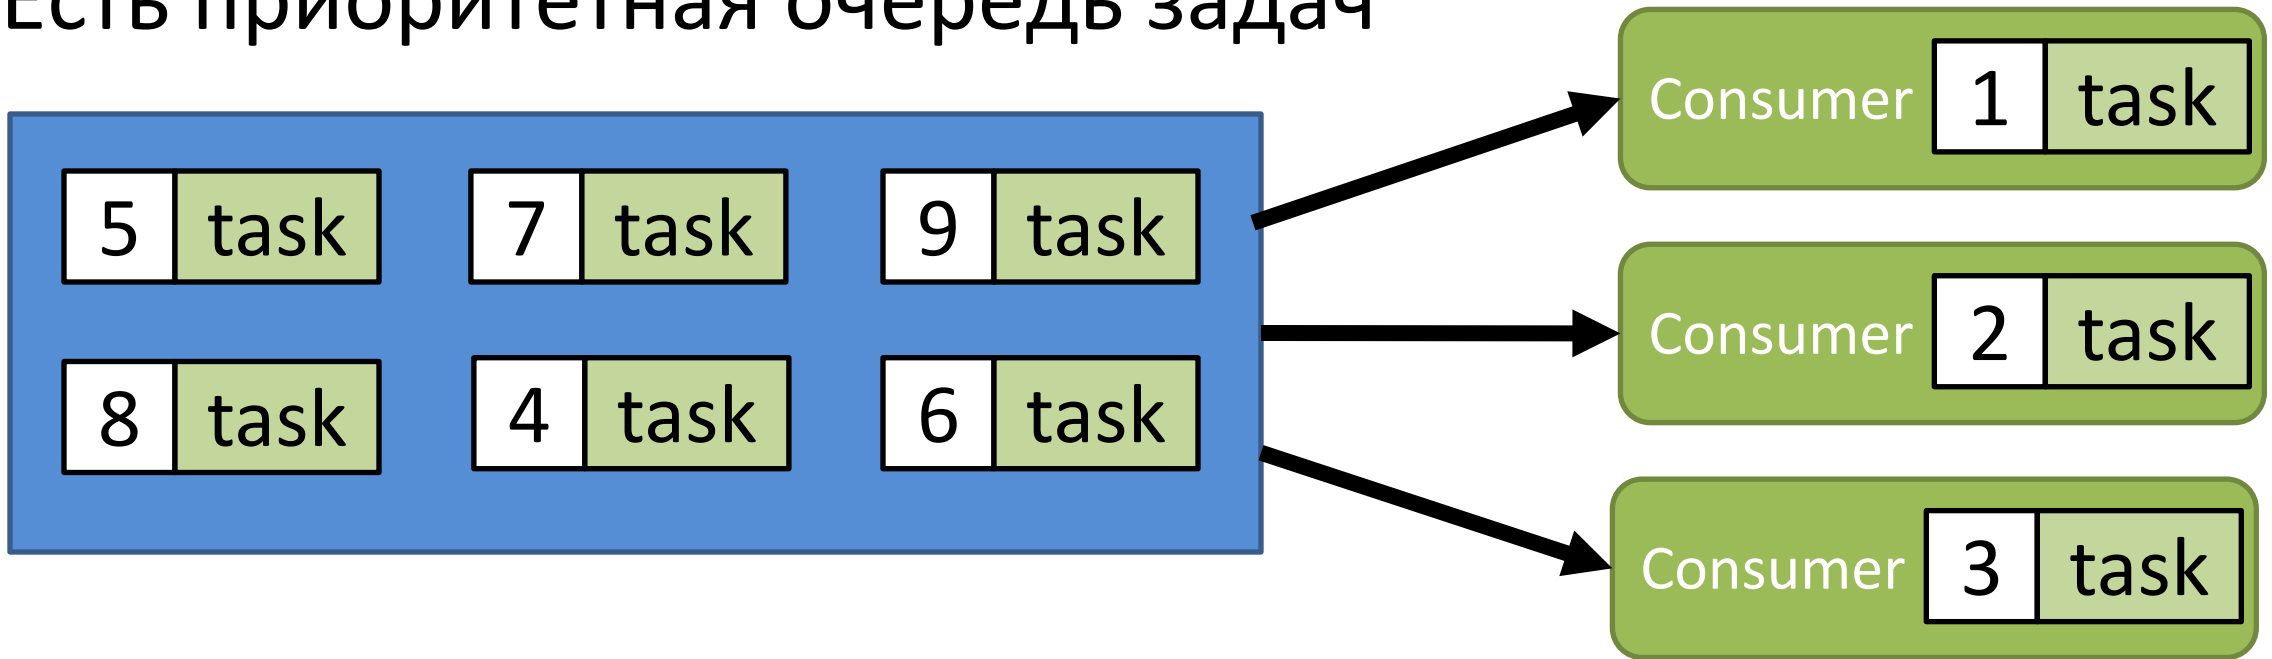 Есть приоритетная очередь задач
Consumer 1 task
5 task 7 task 9 task
Consumer 2 task
8 task 4 task 6 task
Consumer 3 task